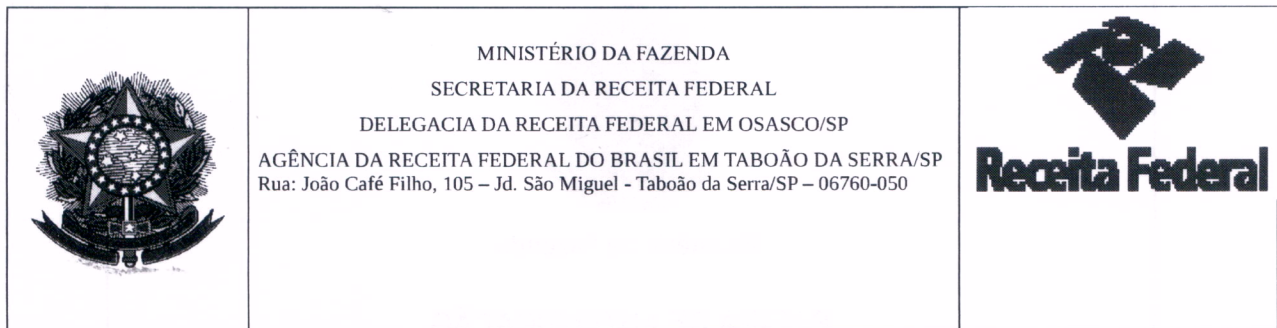 MINISTÉRIO DA FAZENDA
SECRETARIA DA RECEITA FEDERAL
DELEGACIA DA RECEITA FEDERAL EM OSASCO/SP
AGÊNCIA DA RECEITA FEDERAL DO BRASIL EM TABOÃO DA SERRA/SP
Rua: João Café Filho, 105 – Jd. São Miguel - Taboão da Serra/SP – 06760-050
Receita Federal